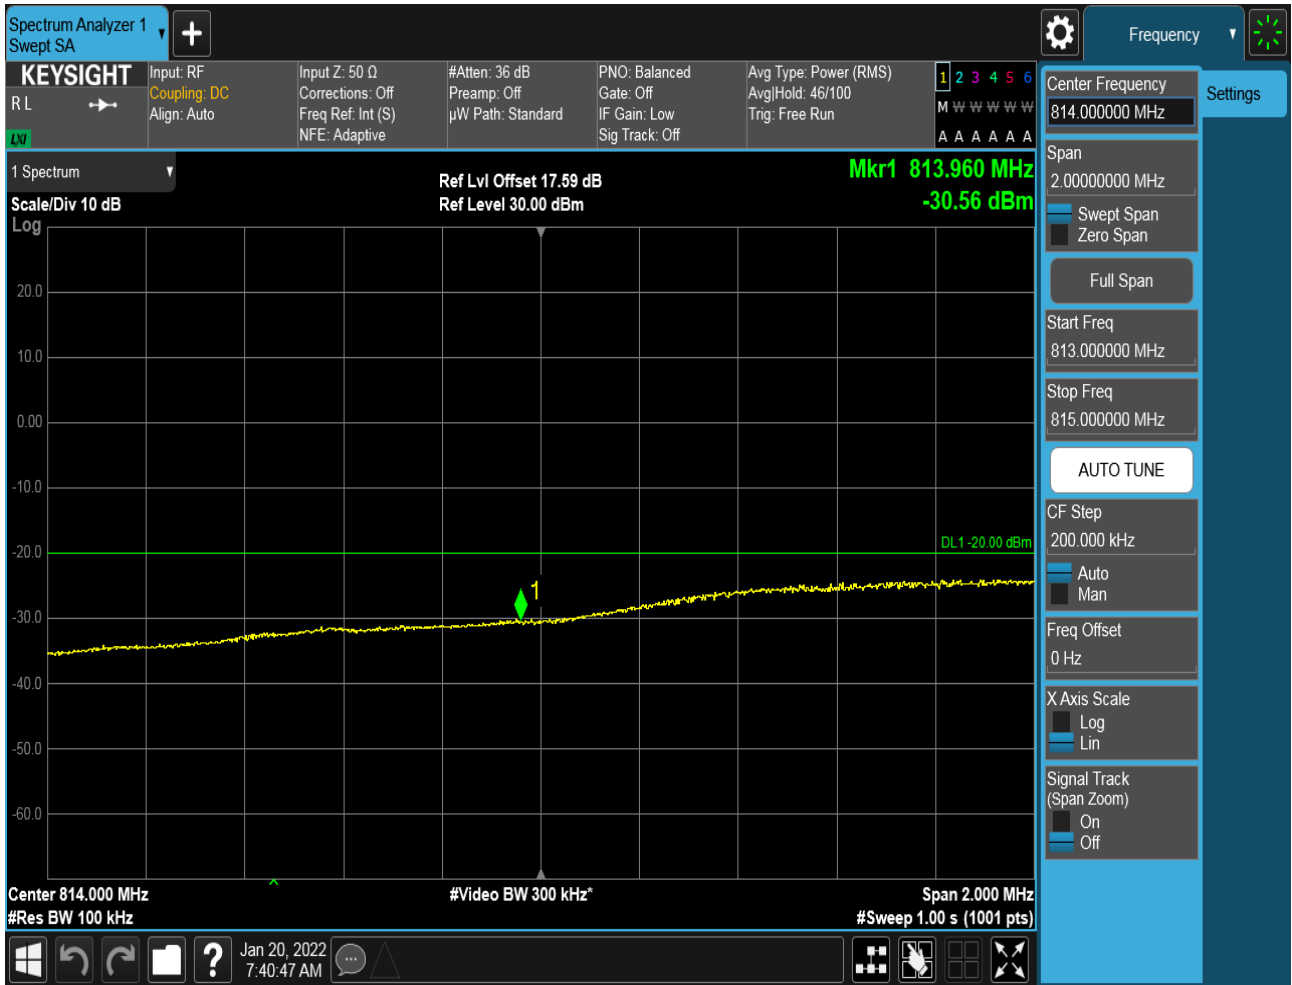 Spectrum Analyzer 1
Swept SA
Frequency
KEYSIGHT
R L
LXI
Input: RF
Coupling: DC
Align: Auto
Input Z: 50 Ω
Corrections: Off
Freq Ref: Int (S)
NFE: Adaptive
#Atten: 36 dB
Preamp: Off
µW Path: Standard
PNO: Balanced
Gate: Off
IF Gain: Low
Sig Track: Off
Avg Type: Power (RMS)
Avg|Hold: 46/100
Trig: Free Run
1 2 3 4 5 6
M W W W W W
A A A A A A
1 Spectrum
Scale/Div 10 dB
Log
Ref Lvl Offset 17.59 dB
Ref Level 30.00 dBm
Mkr1 813.960 MHz
-30.56 dBm
20.0
10.0
0.00
-10.0
-20.0
-30.0
-40.0
-50.0
-60.0
DL1 -20.00 dBm
1
Center 814.000 MHz
#Res BW 100 kHz
#Video BW 300 kHz*
Span 2.000 MHz
#Sweep 1.00 s (1001 pts)
Jan 20, 2022
7:40:47 AM
?
Center Frequency
814.000000 MHz
Settings
Span
2.00000000 MHz
Swept Span
Zero Span
Full Span
Start Freq
813.000000 MHz
Stop Freq
815.000000 MHz
AUTO TUNE
CF Step
200.000 kHz
Auto
Man
Freq Offset
0 Hz
X Axis Scale
Log
Lin
Signal Track
(Span Zoom)
On
Off